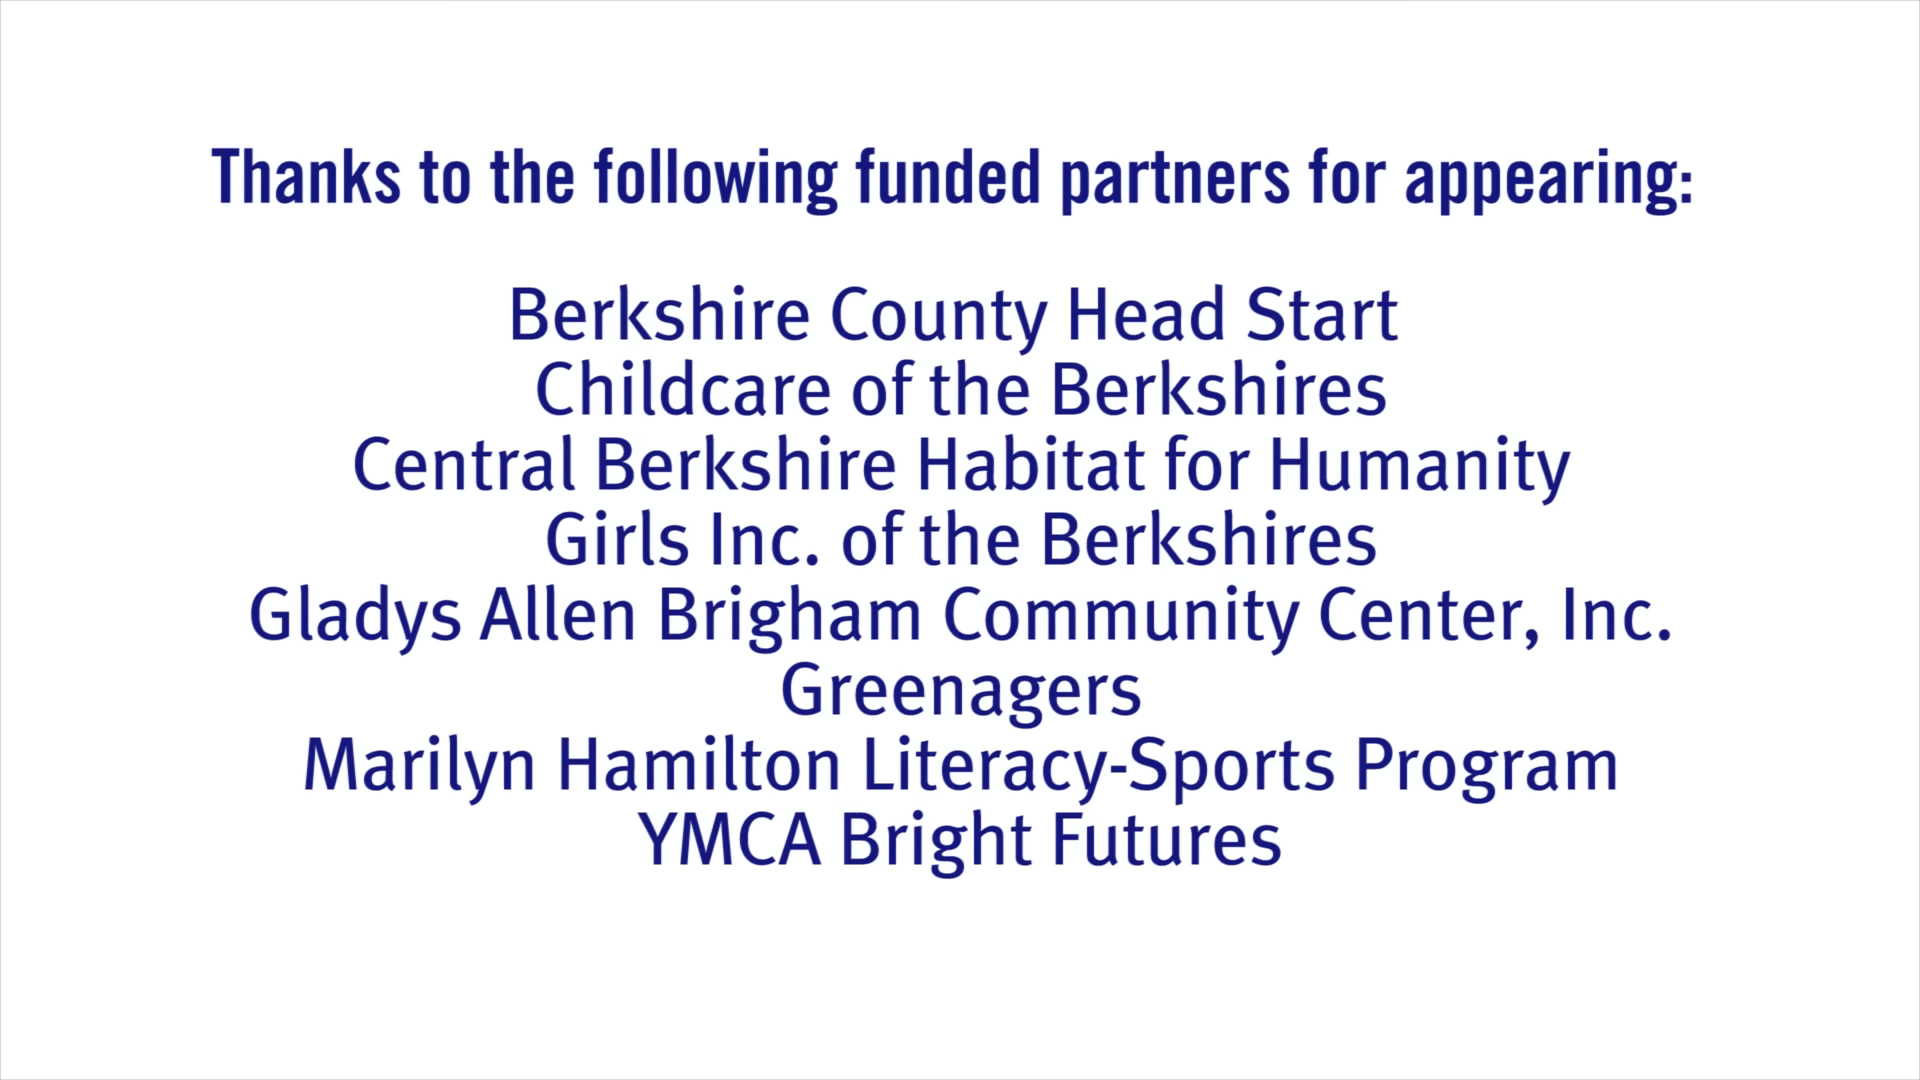 Thanks to the following funded partners for appearing:
Berkshire County Head Start
Childcare of the Berkshires
Central Berkshire Habitat for Humanity
Girls Inc. of the Berkshires
Gladys Allen Brigham Community Center, Inc.
Greenagers
Marilyn Hamilton Literacy-Sports Program
YMCA Bright Futures